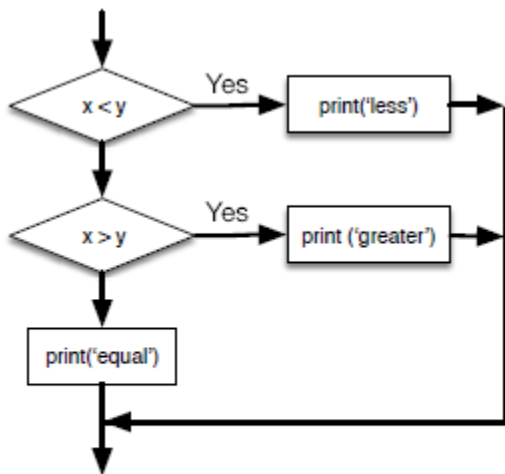 Yes
x < y
print(‘less’)
Yes
x > y
print (‘greater’)
print(‘equal’)